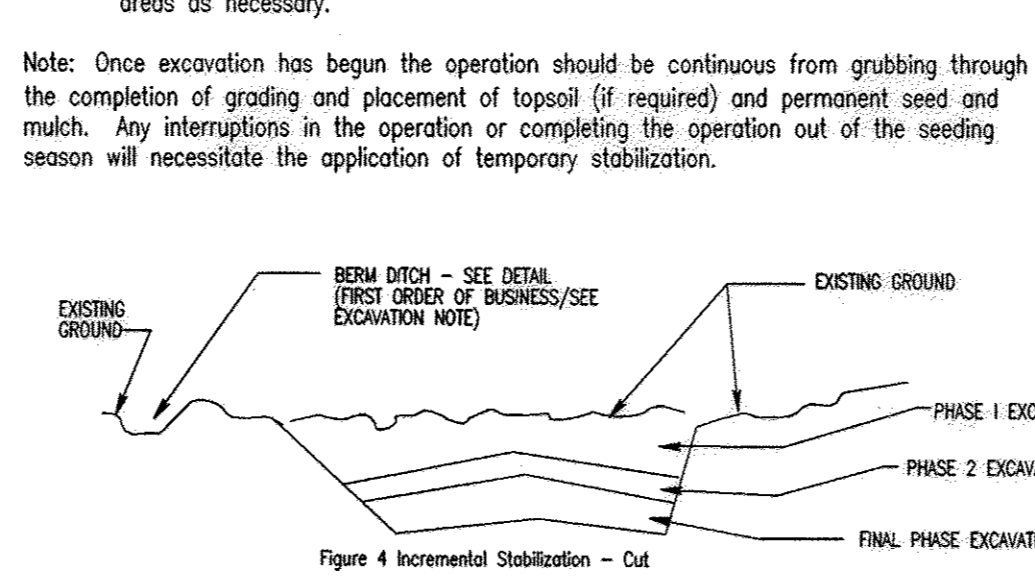 areas as necessary.
Note: Once excavation has begun the operation should be continuous from grubbing through
the completion of grading and placement of topsoil (if required) and permanent seed and
mulch. Any interruptions in the operation or completing the operation out of the seeding
season will necessitate the application of temporary stabilization.
BERM DITCH - SEE DETAIL
(FIRST ORDER OF BUSINESS/SEE
EXCAVATION NOTE)
EXISTING GROUND
EXISTING
GROUND
PHASE 1 EXC
PHASE 2 EXCAV
FINAL PHASE EXCAVAT
Figure 4 Incremental Stabilization - Cut